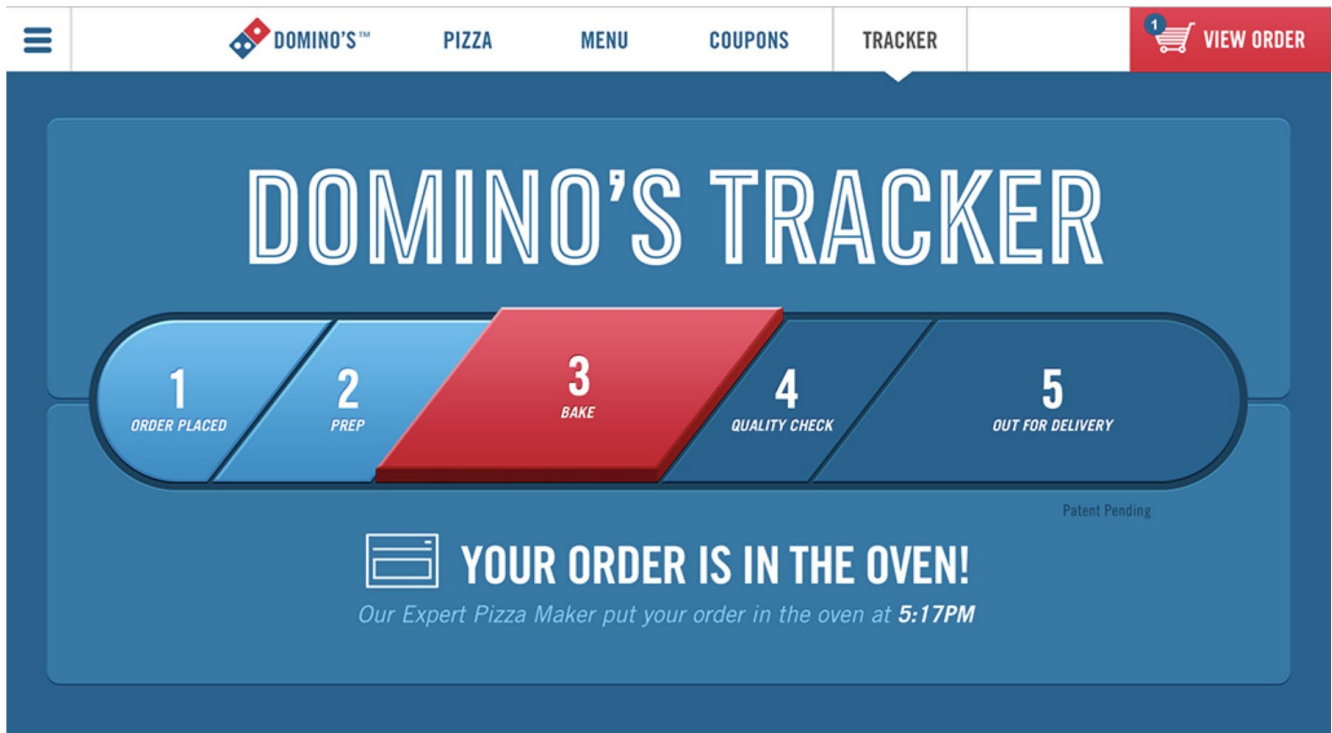 DOMINO'S™ PIZZA MENU COUPONS TRACKER 1 VIEW ORDER
DOMINO'S TRACKER
1 2 3 4 5
ORDER PLACED PREP BAKE QUALITY CHECK OUT FOR DELIVERY
Patent Pending
YOUR ORDER IS IN THE OVEN!
Our Expert Pizza Maker put your order in the oven at 5:17PM